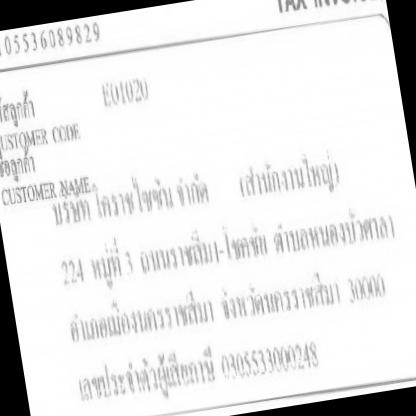 TAX INVOICE
105536089829
รหัสลูกค้า E01020
CUSTOMER CODE
ชื่อลูกค้า
CUSTOMER NAME
บริษัท โคราชไซซัน จำกัด (สำนักงานใหญ่)
224 หมู่ที่ 3 ถนนราชสีมา-โชคชัย ตำบลหนองบัวศาลา
อำเภอเมืองนครราชสีมา จังหวัดนครราชสีมา 30000
เลขประจำตัวผู้เสียภาษี 0305533000248